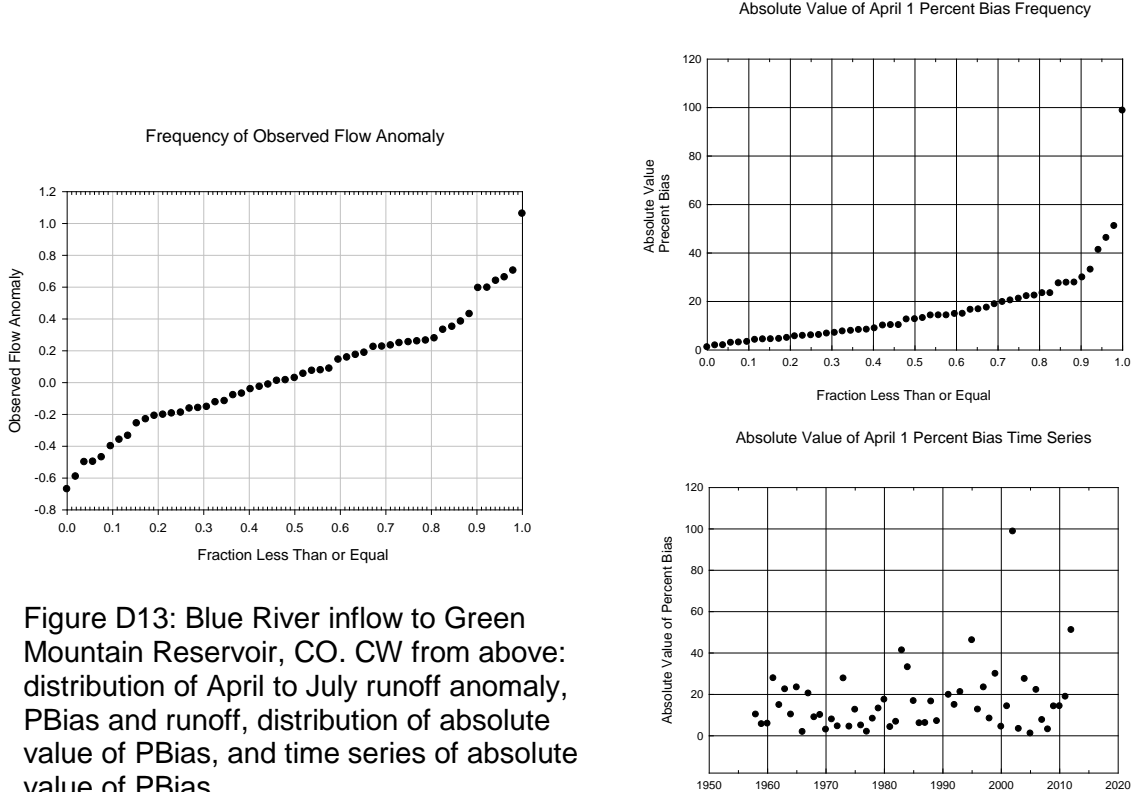 Absolute Value of April 1 Percent Bias Frequency
120
100
80
60
40
20
0
Absolute Value
Precent Bias
0.0 0.1 0.2 0.3 0.4 0.5 0.6 0.7 0.8 0.9 1.0
Fraction Less Than or Equal
Frequency of Observed Flow Anomaly
1.2
1.0
0.8
0.6
0.4
0.2
0.0
-0.2
-0.4
-0.6
-0.8
Observed Flow Anomaly
0.0 0.1 0.2 0.3 0.4 0.5 0.6 0.7 0.8 0.9 1.0
Fraction Less Than or Equal
Absolute Value of April 1 Percent Bias Time Series
120
100
80
60
40
20
0
Absolute Value of Percent Bias
1950 1960 1970 1980 1990 2000 2010 2020
Figure D13: Blue River inflow to Green
Mountain Reservoir, CO. CW from above:
distribution of April to July runoff anomaly,
PBias and runoff, distribution of absolute
value of PBias, and time series of absolute
value of PBias